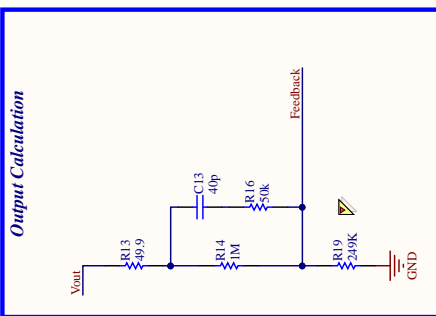 Output Calculation
Vout
R13
49.9
C13
40p
R14
1M
R16
50k
Feedback
R19
249K
GND